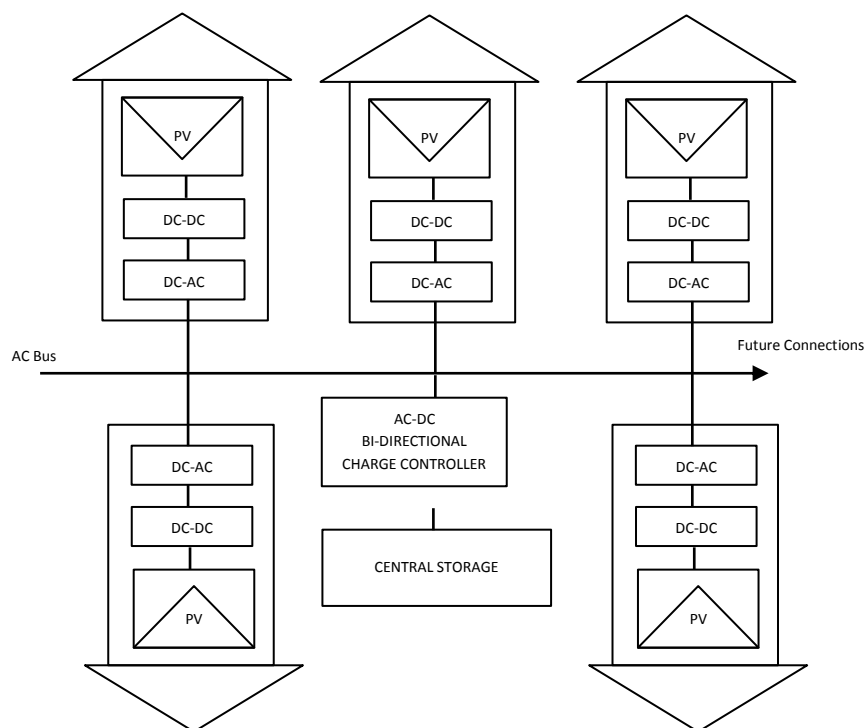 PV
PV
PV
DC-DC
DC-DC
DC-DC
DC-AC
DC-AC
DC-AC
AC Bus
Future Connections
AC-DC
BI-DIRECTIONAL
CHARGE CONTROLLER
DC-AC
DC-AC
DC-DC
DC-DC
CENTRAL STORAGE
PV
PV